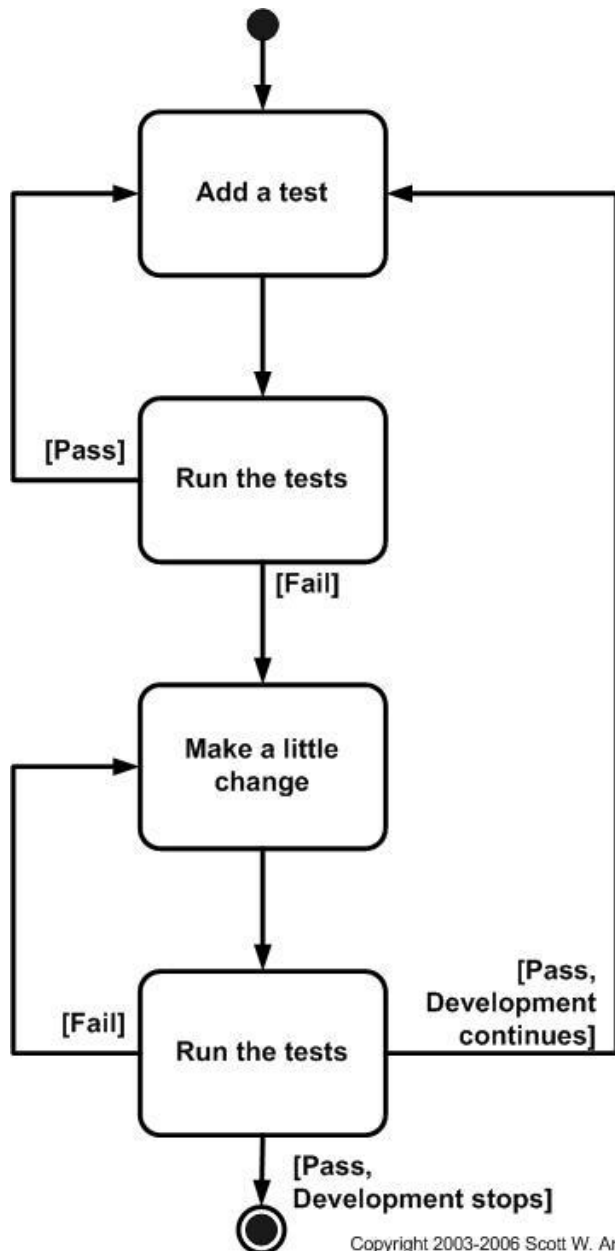 Add a test
[Pass]
Run the tests
[Fail]
Make a little
change
[Fail]
Run the tests
[Pass,
Development
continues]
[Pass,
Development stops]
Copyright 2003-2006 Scott W.